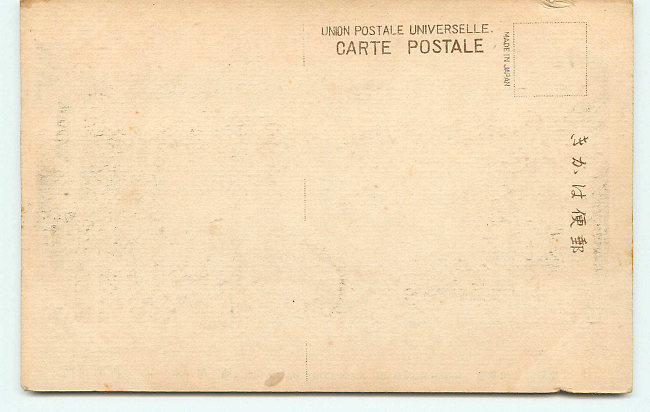 UNION POSTALE UNIVERSELLE.
CARTE POSTALE
MADE IN JAPAN
郵便はかき